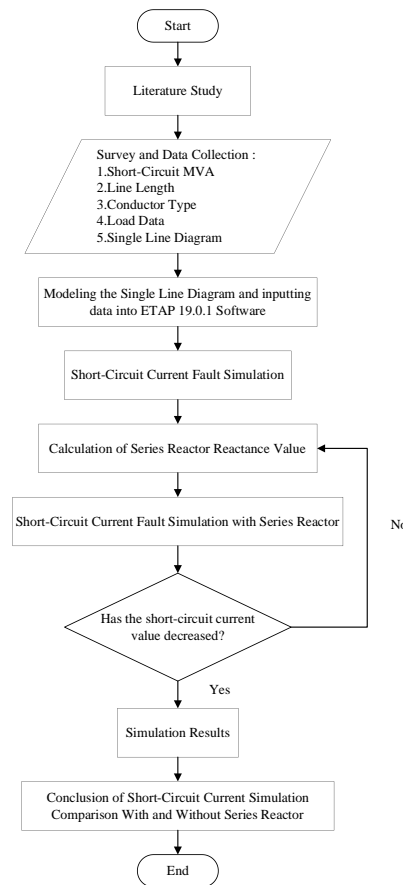 Start
Literature Study
Survey and Data Collection :
1.Short-Circuit MVA
2.Line Length
3.Conductor Type
4.Load Data
5.Single Line Diagram
Modeling the Single Line Diagram and inputting
data into ETAP 19.0.1 Software
Short-Circuit Current Fault Simulation
Calculation of Series Reactor Reactance Value
Short-Circuit Current Fault Simulation with Series Reactor
No
Has the short-circuit current
value decreased?
Yes
Simulation Results
Conclusion of Short-Circuit Current Simulation
Comparison With and Without Series Reactor
End